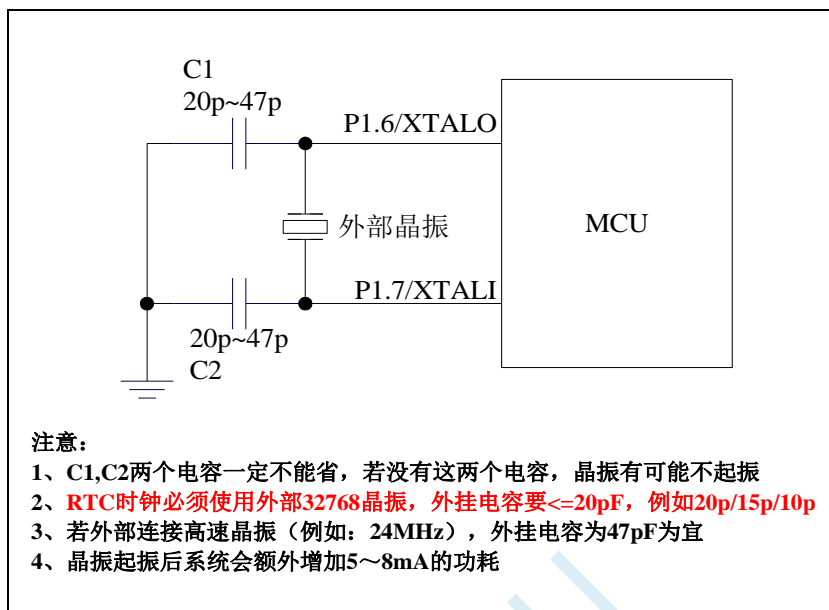 C1
20p~47p
P1.6/XTALO
外部晶振
MCU
P1.7/XTALI
20p~47p
C2
注意：
1、C1,C2两个电容一定不能省，若没有这两个电容，晶振有可能不起振
2、RTC时钟必须使用外部32768晶振，外挂电容要<=20pF，例如20p/15p/10p
3、若外部连接高速晶振（例如：24MHz），外挂电容为47pF为宜
4、晶振起振后系统会额外增加5～8mA的功耗